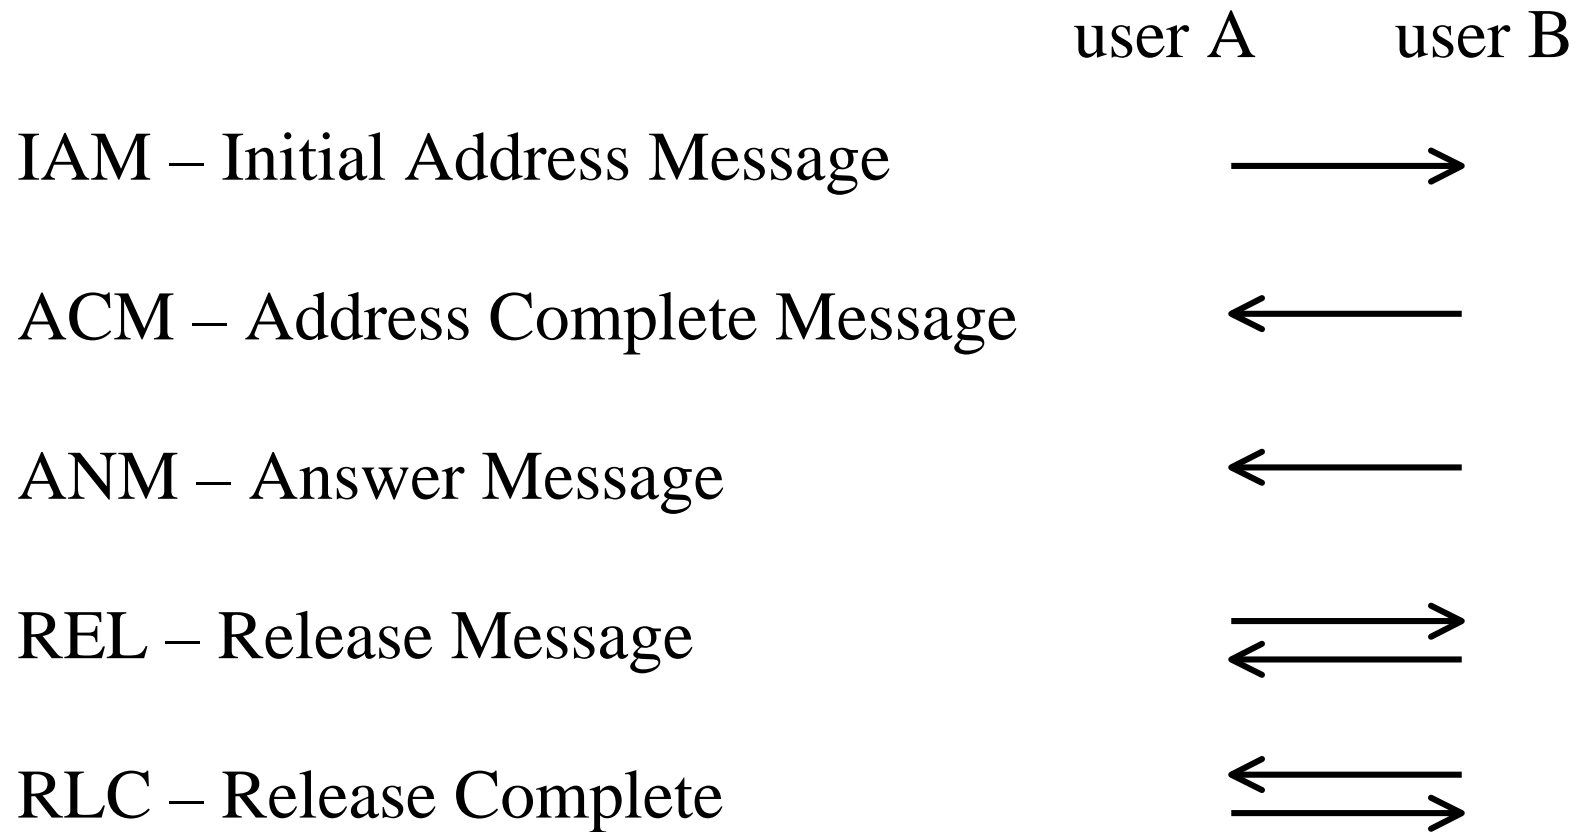 user A user B
IAM – Initial Address Message
ACM – Address Complete Message
ANM – Answer Message
REL – Release Message
RLC – Release Complete